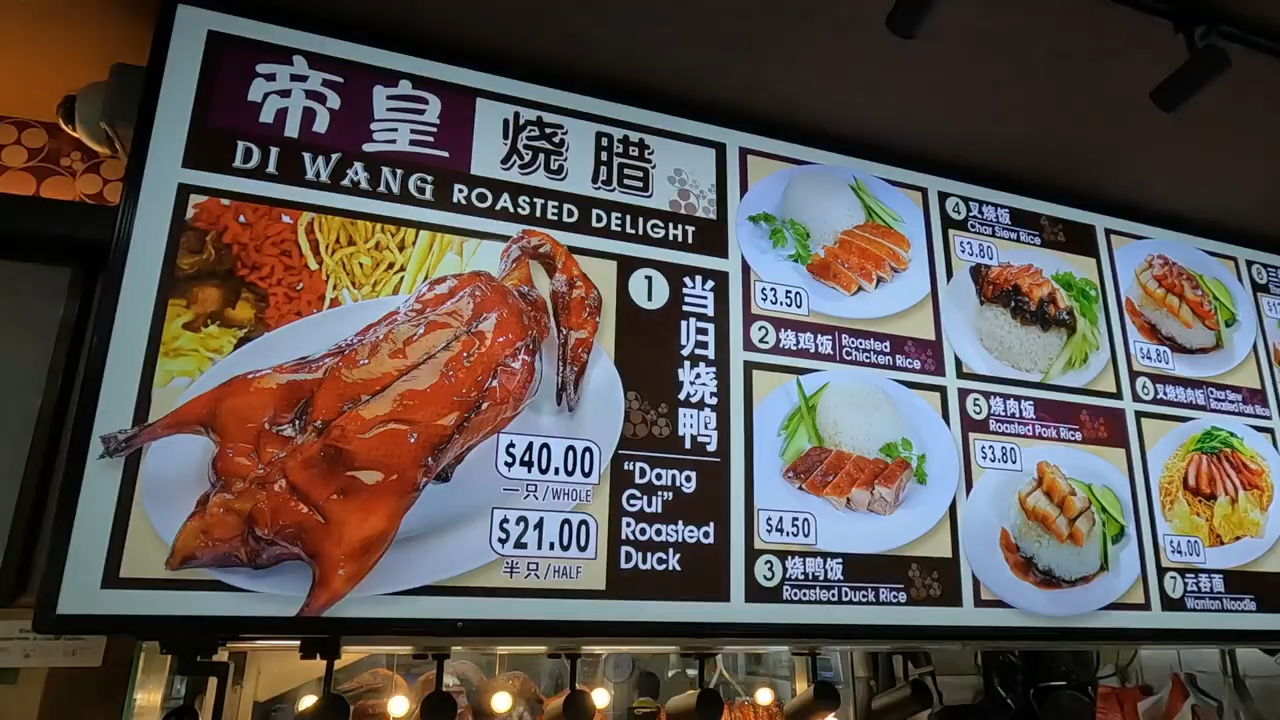 帝皇 烧腊
DI WANG ROASTED DELIGHT
$40.00
一只/WHOLE
$21.00
半只/HALF
1
当归烧鸭
“Dang
Gui”
Roasted
Duck
$3.50
2 烧鸡饭 Roasted
Chicken Rice
$4.50
3 烧鸭饭
Roasted Duck Rice
4 叉烧饭
Char Siew Rice
$3.80
5 烧肉饭
Roasted Pork Rice
$3.80
$4.80
6 叉烧烧肉饭 Char Siew
Roasted Pork Rice
$4.00
7 云吞面
Wanton Noodle
8